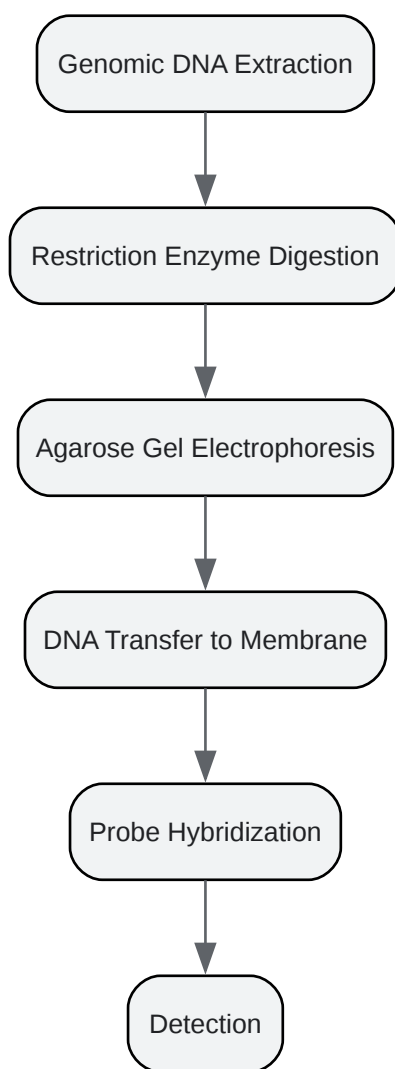 Genomic DNA Extraction
Restriction Enzyme Digestion
Agarose Gel Electrophoresis
DNA Transfer to Membrane
Probe Hybridization
Detection